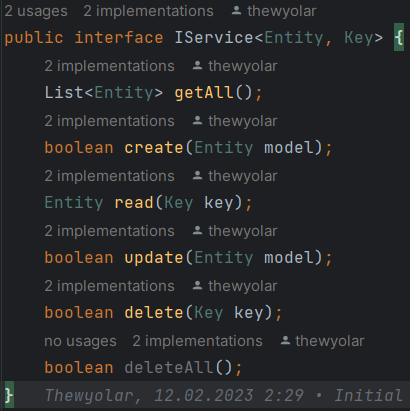 2 usages 2 implementations thewyolar
public interface IService<Entity, Key> {
2 implementations thewyolar
List<Entity> getAll();
2 implementations thewyolar
boolean create(Entity model);
2 implementations thewyolar
Entity read(Key key);
2 implementations thewyolar
boolean update(Entity model);
2 implementations thewyolar
boolean delete(Key key);
no usages 2 implementations thewyolar
boolean deleteAll();
} Thewyolar, 12.02.2023 2:29 • Initial